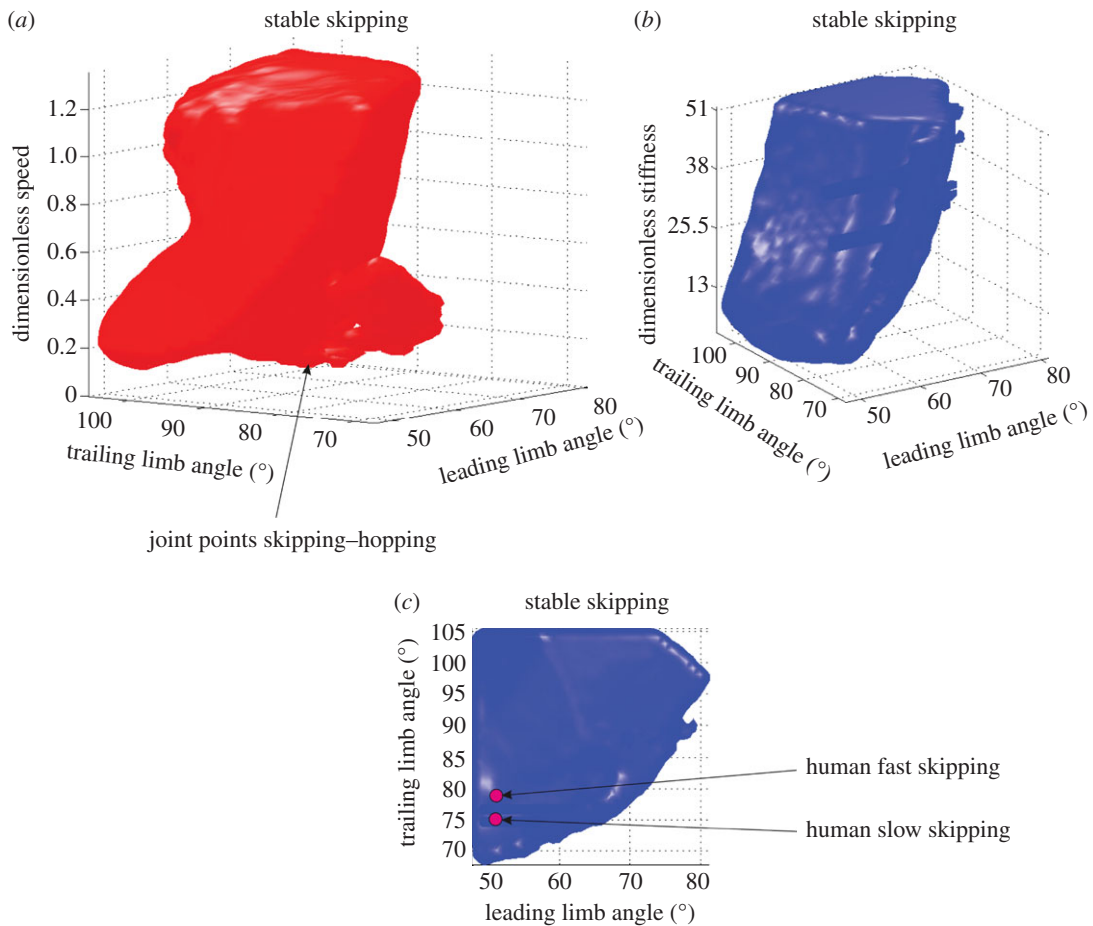 (a)
stable skipping
dimensionless speed
1.2
1.0
0.8
0.6
0.4
0.2
0
100
90
80
70
trailing limb angle (°)
50
60
70
80
leading limb angle (°)
joint points skipping–hopping
(b)
stable skipping
dimensionless stiffness
51
38
25.5
13
100
90
80
70
trailing limb angle (°)
50
60
70
80
leading limb angle (°)
(c)
stable skipping
trailing limb angle (°)
105
100
95
90
85
80
75
70
50
60
70
80
leading limb angle (°)
human fast skipping
human slow skipping